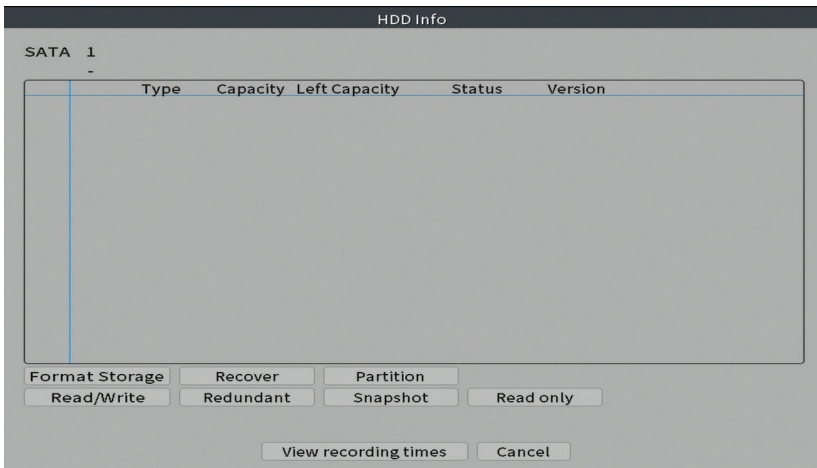 HDD Info
SATA 1
-
Type Capacity Left Capacity Status Version
Format Storage Recover Partition
Read/Write Redundant Snapshot Read only
View recording times Cancel